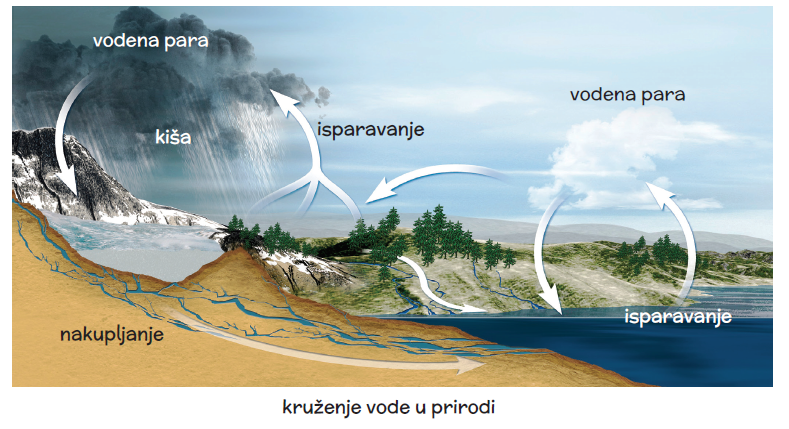 vodena para
vodena para
kiša
isparavanje
isparavanje
nakupljanje
kruženje vode u prirodi